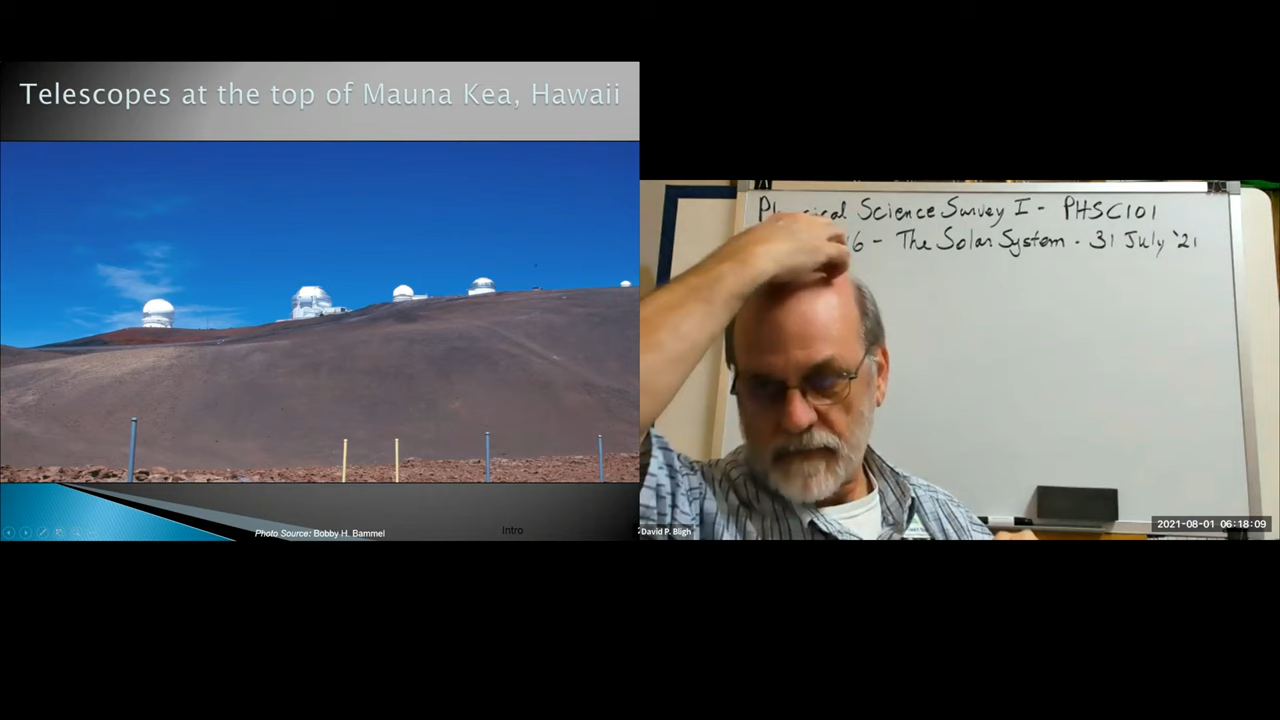 Telescopes at the top of Mauna Kea, Hawaii
Photo Source: Bobby H. Bammel
Intro
Science Survey I - PHSC101
6 - The Solar System - 31 July '21
David P. Bligh
2021-08-01 06:18:09